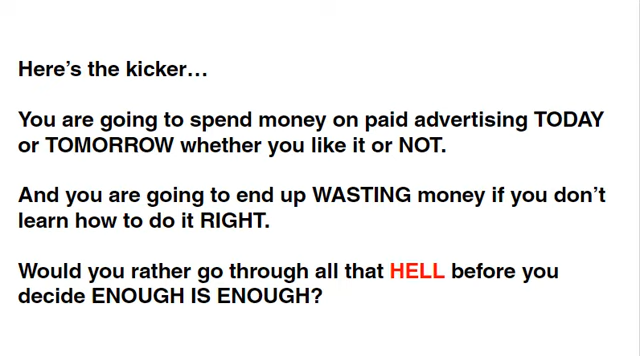 Here’s the kicker…
You are going to spend money on paid advertising TODAY
or TOMORROW whether you like it or NOT.
And you are going to end up WASTING money if you don’t
learn how to do it RIGHT.
Would you rather go through all that HELL before you
decide ENOUGH IS ENOUGH?